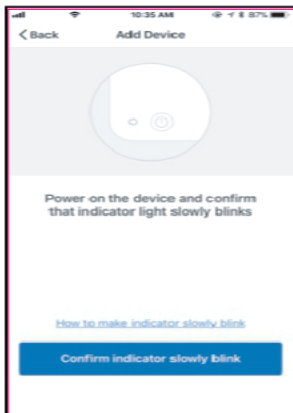 10:35 AM
87%
Back
Add Device
Power on the device and confirm
that indicator light slowly blinks
How to make indicator slowly blink
Confirm indicator slowly blink